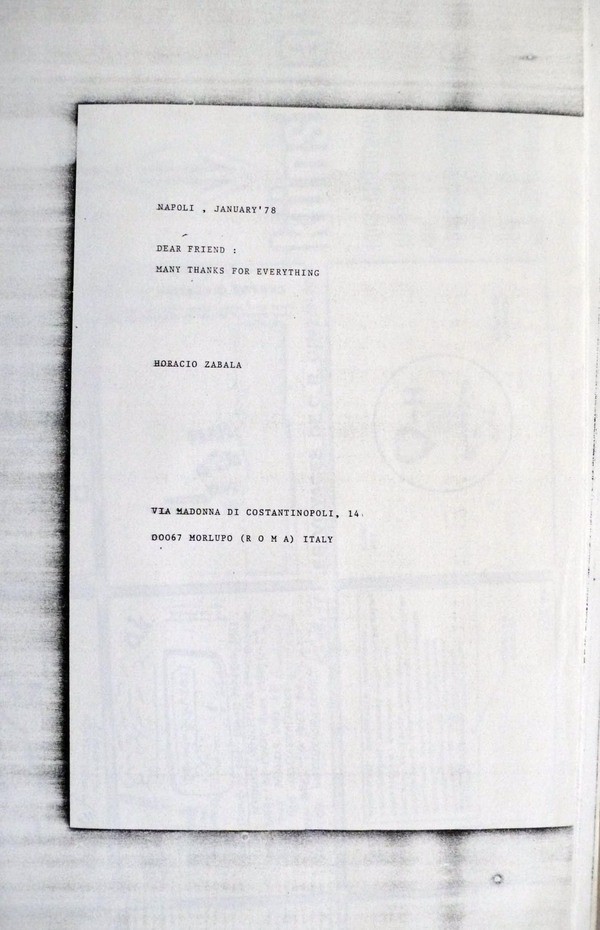 NAPOLI , JANUARY'78
DEAR FRIEND :
MANY THANKS FOR EVERYTHING
HORACIO ZABALA
VIA MADONNA DI COSTANTINOPOLI, 14
00067 MORLUPO (R O M A) ITALY